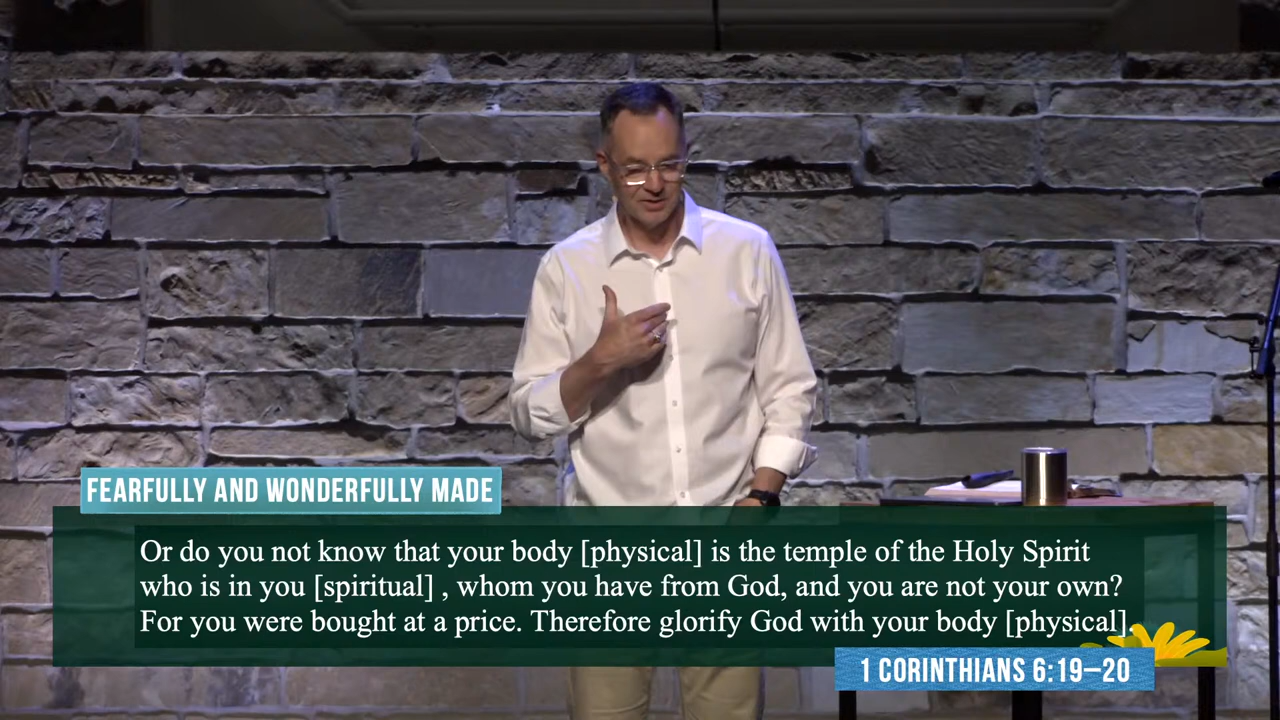 FEARFULLY AND WONDERFULLY MADE
Or do you not know that your body [physical] is the temple of the Holy Spirit
who is in you [spiritual] , whom you have from God, and you are not your own?
For you were bought at a price. Therefore glorify God with your body [physical].
1 CORINTHIANS 6:19–20